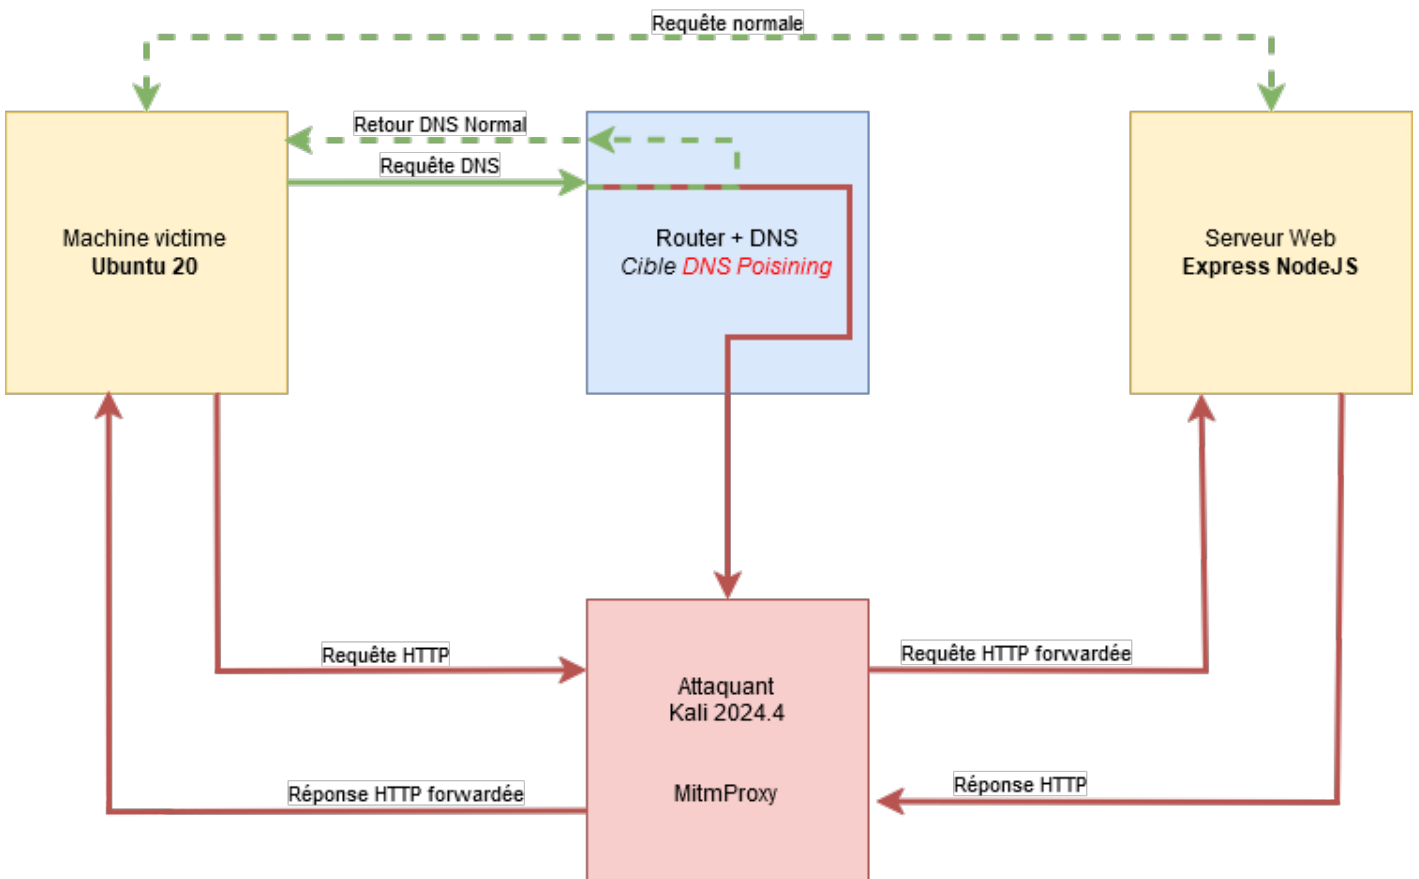 Requête normale
Retour DNS Normal
Requête DNS
Machine victime
Ubuntu 20
Router + DNS
Cible DNS Poisining
Serveur Web
Express NodeJS
Requête HTTP
Requête HTTP forwardée
Attaquant
Kali 2024.4
MitmProxy
Réponse HTTP forwardée
Réponse HTTP